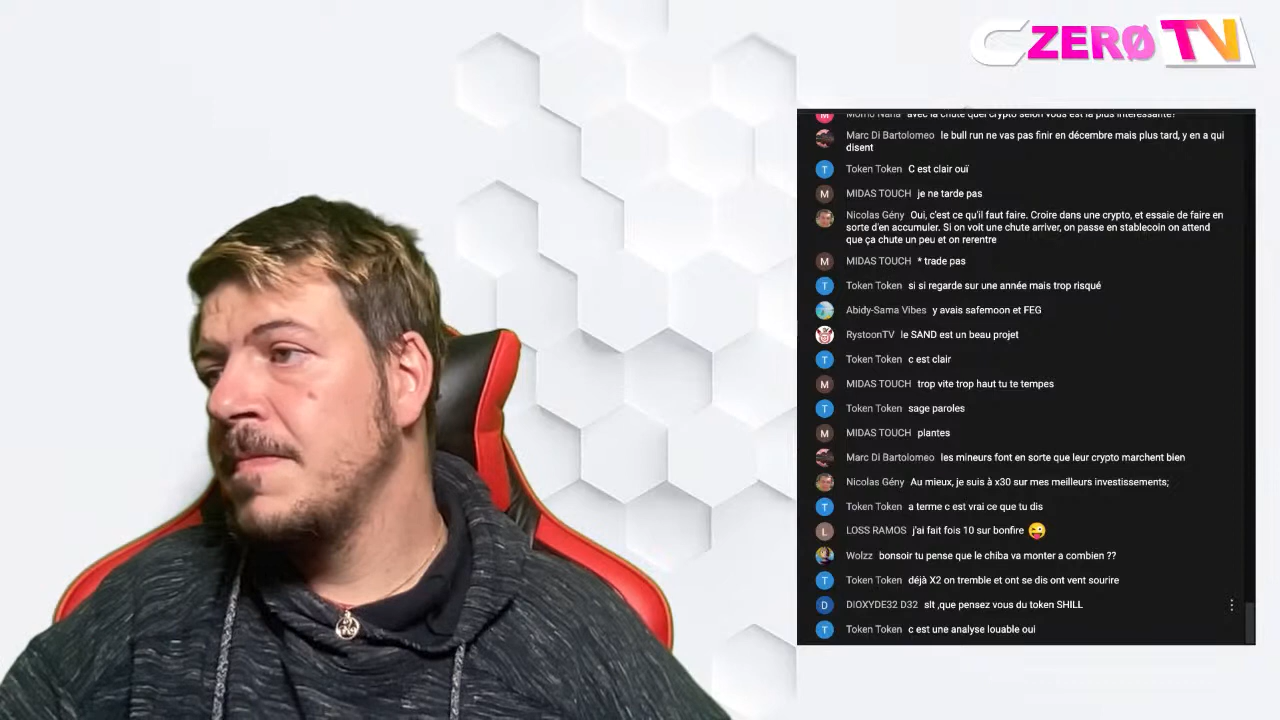 CZERØ TV
Momo Nana avec la chute quel crypto selon vous est la plus intéressante?
Marc Di Bartolomeo le bull run ne vas pas finir en décembre mais plus tard, y en a qui
disent
T Token Token C est clair ouï
M MIDAS TOUCH je ne tarde pas
Nicolas Gény Oui, c'est ce qu'il faut faire. Croire dans une crypto, et essaie de faire en
sorte d'en accumuler. Si on voit une chute arriver, on passe en stablecoin on attend
que ça chute un peu et on rerentre
M MIDAS TOUCH * trade pas
T Token Token si si regarde sur une année mais trop risqué
Abidy-Sama Vibes y avais safemoon et FEG
RystoonTV le SAND est un beau projet
T Token Token c est clair
M MIDAS TOUCH trop vite trop haut tu te tempes
T Token Token sage paroles
M MIDAS TOUCH plantes
Marc Di Bartolomeo les mineurs font en sorte que leur crypto marchent bien
Nicolas Gény Au mieux, je suis à x30 sur mes meilleurs investissements;
T Token Token a terme c est vrai ce que tu dis
L LOSS RAMOS j'ai fait fois 10 sur bonfire 😜
Wolzz bonsoir tu pense que le chiba va monter a combien ??
T Token Token déjà X2 on tremble et ont se dis ont vent sourire
D DIOXYDE32 D32 slt ,que pensez vous du token SHILL
T Token Token c est une analyse louable oui